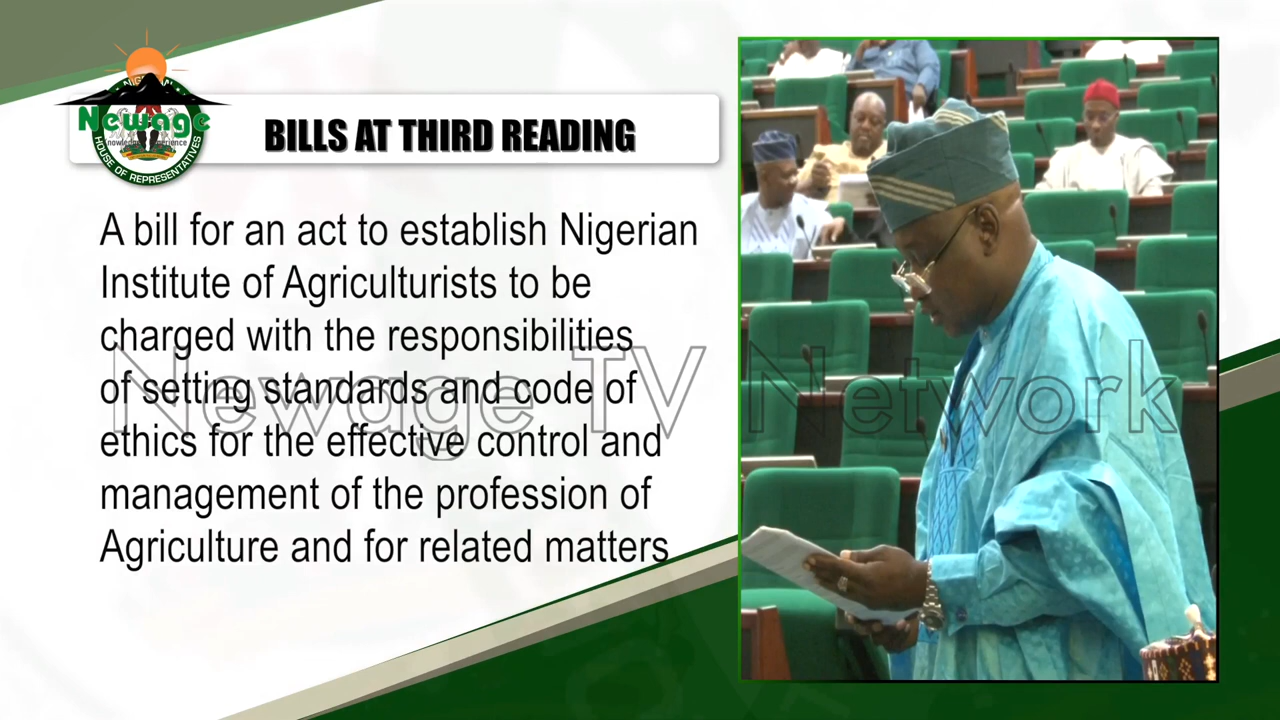 Newage
HOUSE OF REPRESENTATIVES
BILLS AT THIRD READING
A bill for an act to establish Nigerian
Institute of Agriculturists to be
charged with the responsibilities
of setting standards and code of
ethics for the effective control and
management of the profession of
Agriculture and for related matters
Newage TV Network